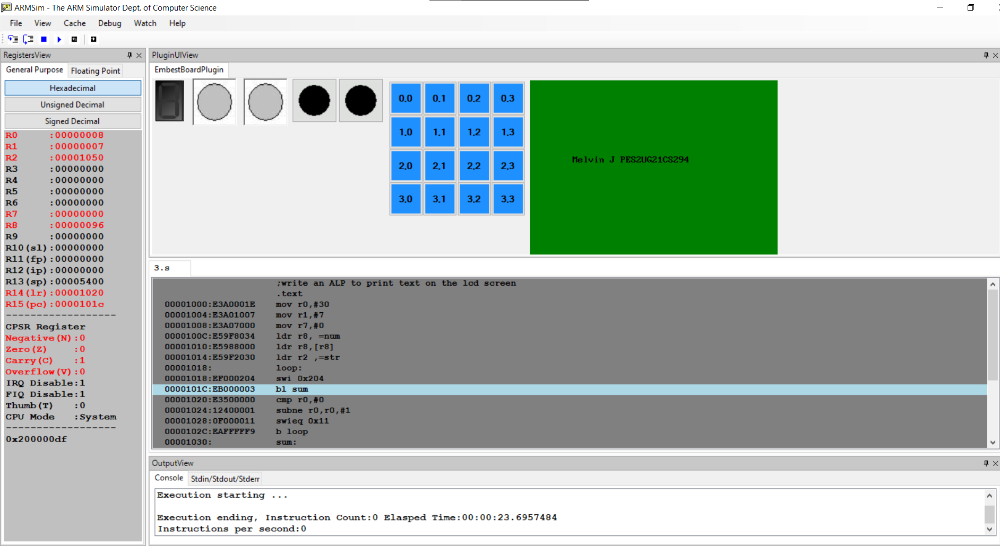 ARMSim - The ARM Simulator Dept. of Computer Science
File View Cache Debug Watch Help
RegistersView
General Purpose Floating Point
Hexadecimal
Unsigned Decimal
Signed Decimal
R0 :00000008
R1 :00000007
R2 :00001050
R3 :00000000
R4 :00000000
R5 :00000000
R6 :00000000
R7 :00000000
R8 :00000096
R9 :00000000
R10(sl):00000000
R11(fp):00000000
R12(ip):00000000
R13(sp):00005400
R14(lr):00001020
R15(pc):0000101c
------------------
CPSR Register
Negative(N):0
Zero(Z) :0
Carry(C) :1
Overflow(V):0
IRQ Disable:1
FIQ Disable:1
Thumb(T) :0
CPU Mode :System
------------------
0x200000df
PluginUIView
EmbestBoardPlugin
0.0 0.1 0.2 0.3
1.0 1.1 1.2 1.3
2.0 2.1 2.2 2.3
3.0 3.1 3.2 3.3
Melvin J PES2UG21CS294
3.s
;write an ALP to print text on the lcd screen
.text
00001000:E3A0001E mov r0,#30
00001004:E3A01007 mov r1,#7
00001008:E3A07000 mov r7,#0
0000100C:E59F8034 ldr r8, =num
00001010:E5988000 ldr r8,[r8]
00001014:E59F2030 ldr r2 ,=str
00001018: loop:
00001018:EF000204 swi 0x204
0000101C:EB000003 bl sum
00001020:E3500000 cmp r0,#0
00001024:12400001 subne r0,r0,#1
00001028:0F000011 swieq 0x11
0000102C:EAFFFFF9 b loop
00001030: sum:
OutputView
Console Stdin/Stdout/Stderr
Execution starting ...
Execution ending, Instruction Count:0 Elasped Time:00:00:23.6957484
Instructions per second:0